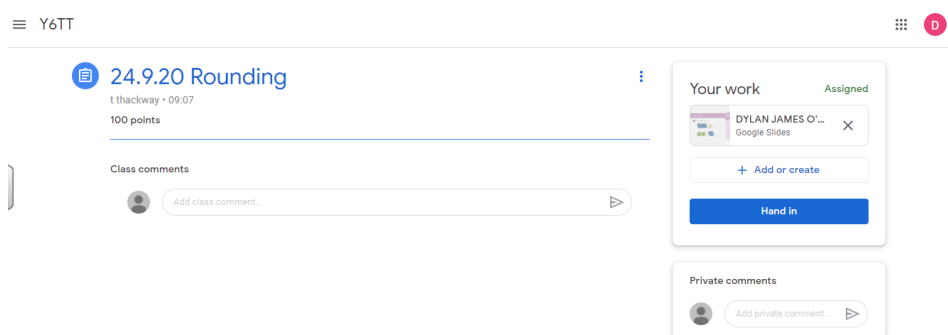 Y6TT
D
24.9.20 Rounding
t thackway • 09:07
100 points
Class comments
Add class comment...
Your work
Assigned
DYLAN JAMES O'...
Google Slides
+ Add or create
Hand in
Private comments
Add private comment...